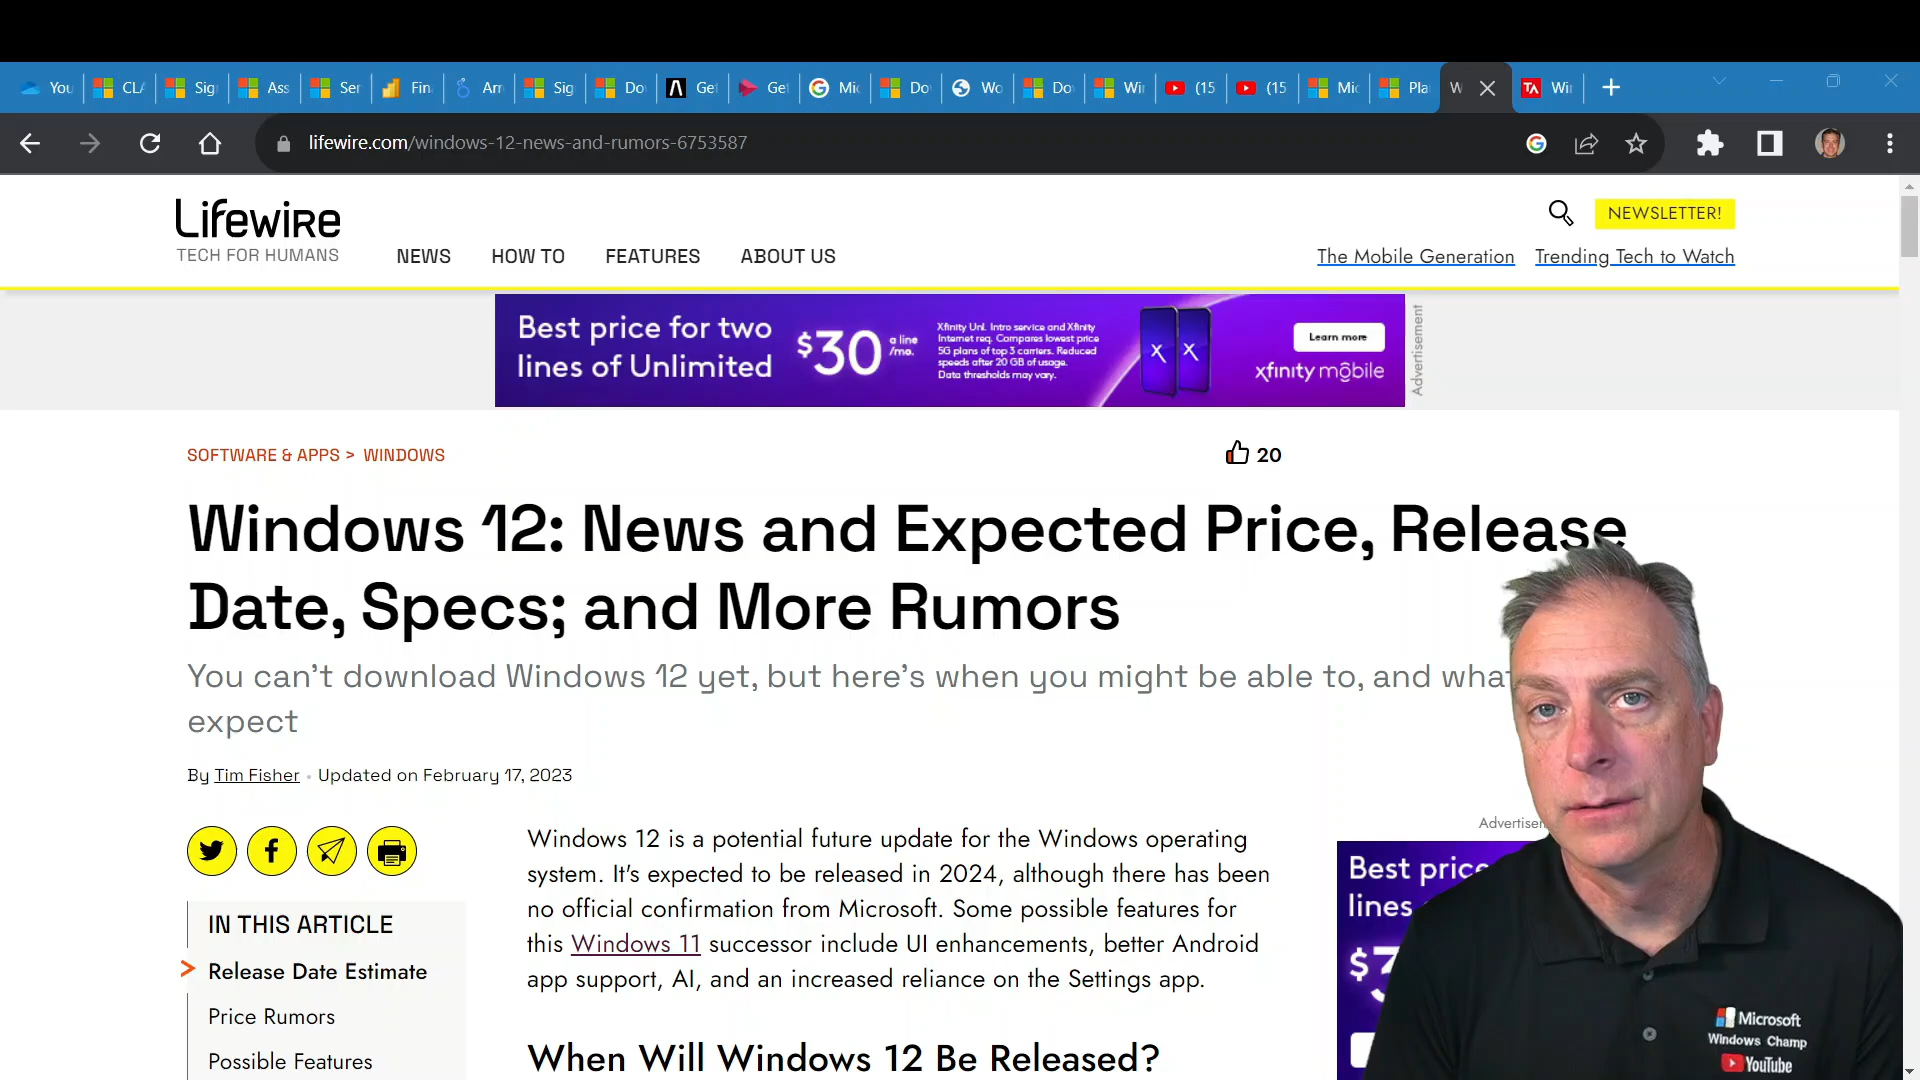 You
CL
Sig
Ass
Ser
Fin
Arr
Sig
Do
Get
Get
Mic
Do
Wo
Do
Wi
(15
(15
Mic
Pla
W
Wi
lifewire.com/windows-12-news-and-rumors-6753587
Lifewire
TECH FOR HUMANS
NEWS
HOW TO
FEATURES
ABOUT US
NEWSLETTER!
The Mobile Generation
Trending Tech to Watch
Best price for two
lines of Unlimited
$30 a line
/mo.
Xfinity Unl. Intro service and Xfinity
Internet req. Compares lowest price
5G plans of top 3 carriers. Reduced
speeds after 20 GB of usage.
Data thresholds may vary.
X X
Learn more
xfinity mobile
Advertisement
SOFTWARE & APPS > WINDOWS
20
Windows 12: News and Expected Price, Release
Date, Specs; and More Rumors
You can't download Windows 12 yet, but here's when you might be able to, and what
expect
By Tim Fisher • Updated on February 17, 2023
IN THIS ARTICLE
> Release Date Estimate
Price Rumors
Possible Features
Windows 12 is a potential future update for the Windows operating
system. It's expected to be released in 2024, although there has been
no official confirmation from Microsoft. Some possible features for
this Windows 11 successor include UI enhancements, better Android
app support, AI, and an increased reliance on the Settings app.
When Will Windows 12 Be Released?
Best price
lines
Microsoft
Windows Champ
YouTube